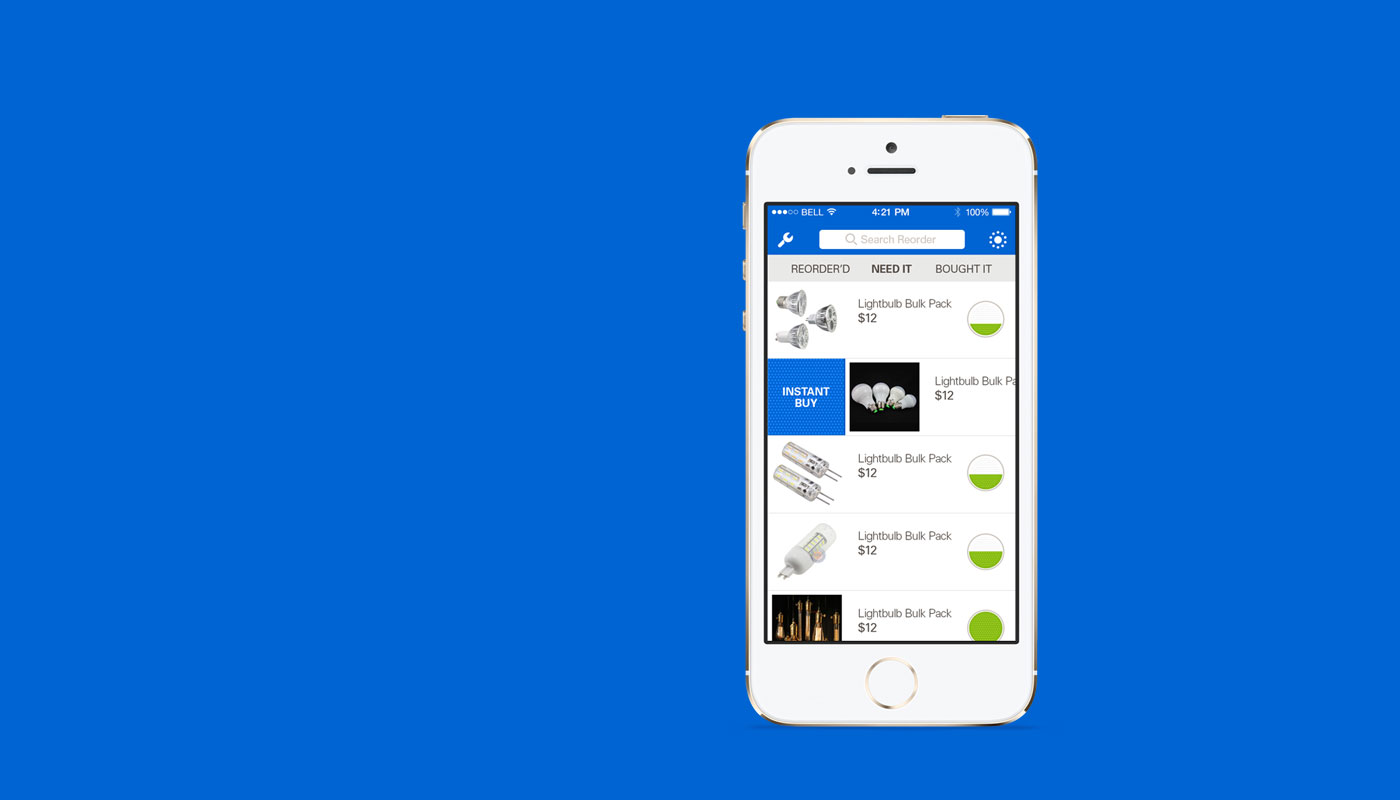 BELL 4:21 PM 100%
Search Reorder
REORDER'D NEED IT BOUGHT IT
Lightbulb Bulk Pack
$12
INSTANT
BUY
Lightbulb Bulk Pa
$12
Lightbulb Bulk Pack
$12
Lightbulb Bulk Pack
$12
Lightbulb Bulk Pack
$12